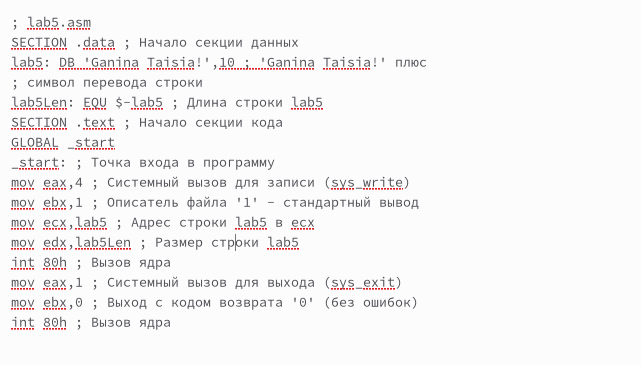 ; lab5.asm
SECTION .data ; Начало секции данных
lab5: DB 'Ganina Taisia!',10 ; 'Ganina Taisia!' плюс
; символ перевода строки
lab5Len: EQU $-lab5 ; Длина строки lab5
SECTION .text ; Начало секции кода
GLOBAL _start
_start: ; Точка входа в программу
mov eax,4 ; Системный вызов для записи (sys_write)
mov ebx,1 ; Описатель файла '1' - стандартный вывод
mov ecx,lab5 ; Адрес строки lab5 в ecx
mov edx,lab5Len ; Размер строки lab5
int 80h ; Вызов ядра
mov eax,1 ; Системный вызов для выхода (sys_exit)
mov ebx,0 ; Выход с кодом возврата '0' (без ошибок)
int 80h ; Вызов ядра